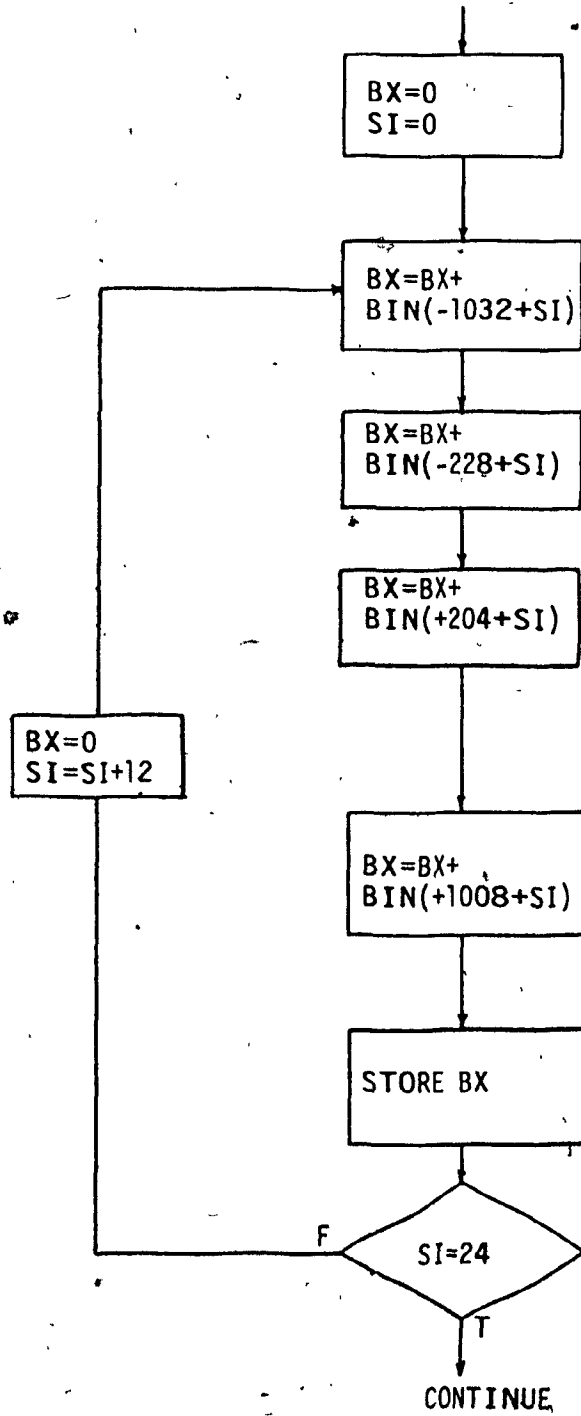 BX=0
SI=0
BX=BX+
BIN(-1032+SI)
BX=BX+
BIN(-228+SI)
BX=BX+
BIN(+204+SI)
BX=0
SI=SI+12
BX=BX+
BIN(+1008+SI)
STORE BX
F
SI=24
T
CONTINUE